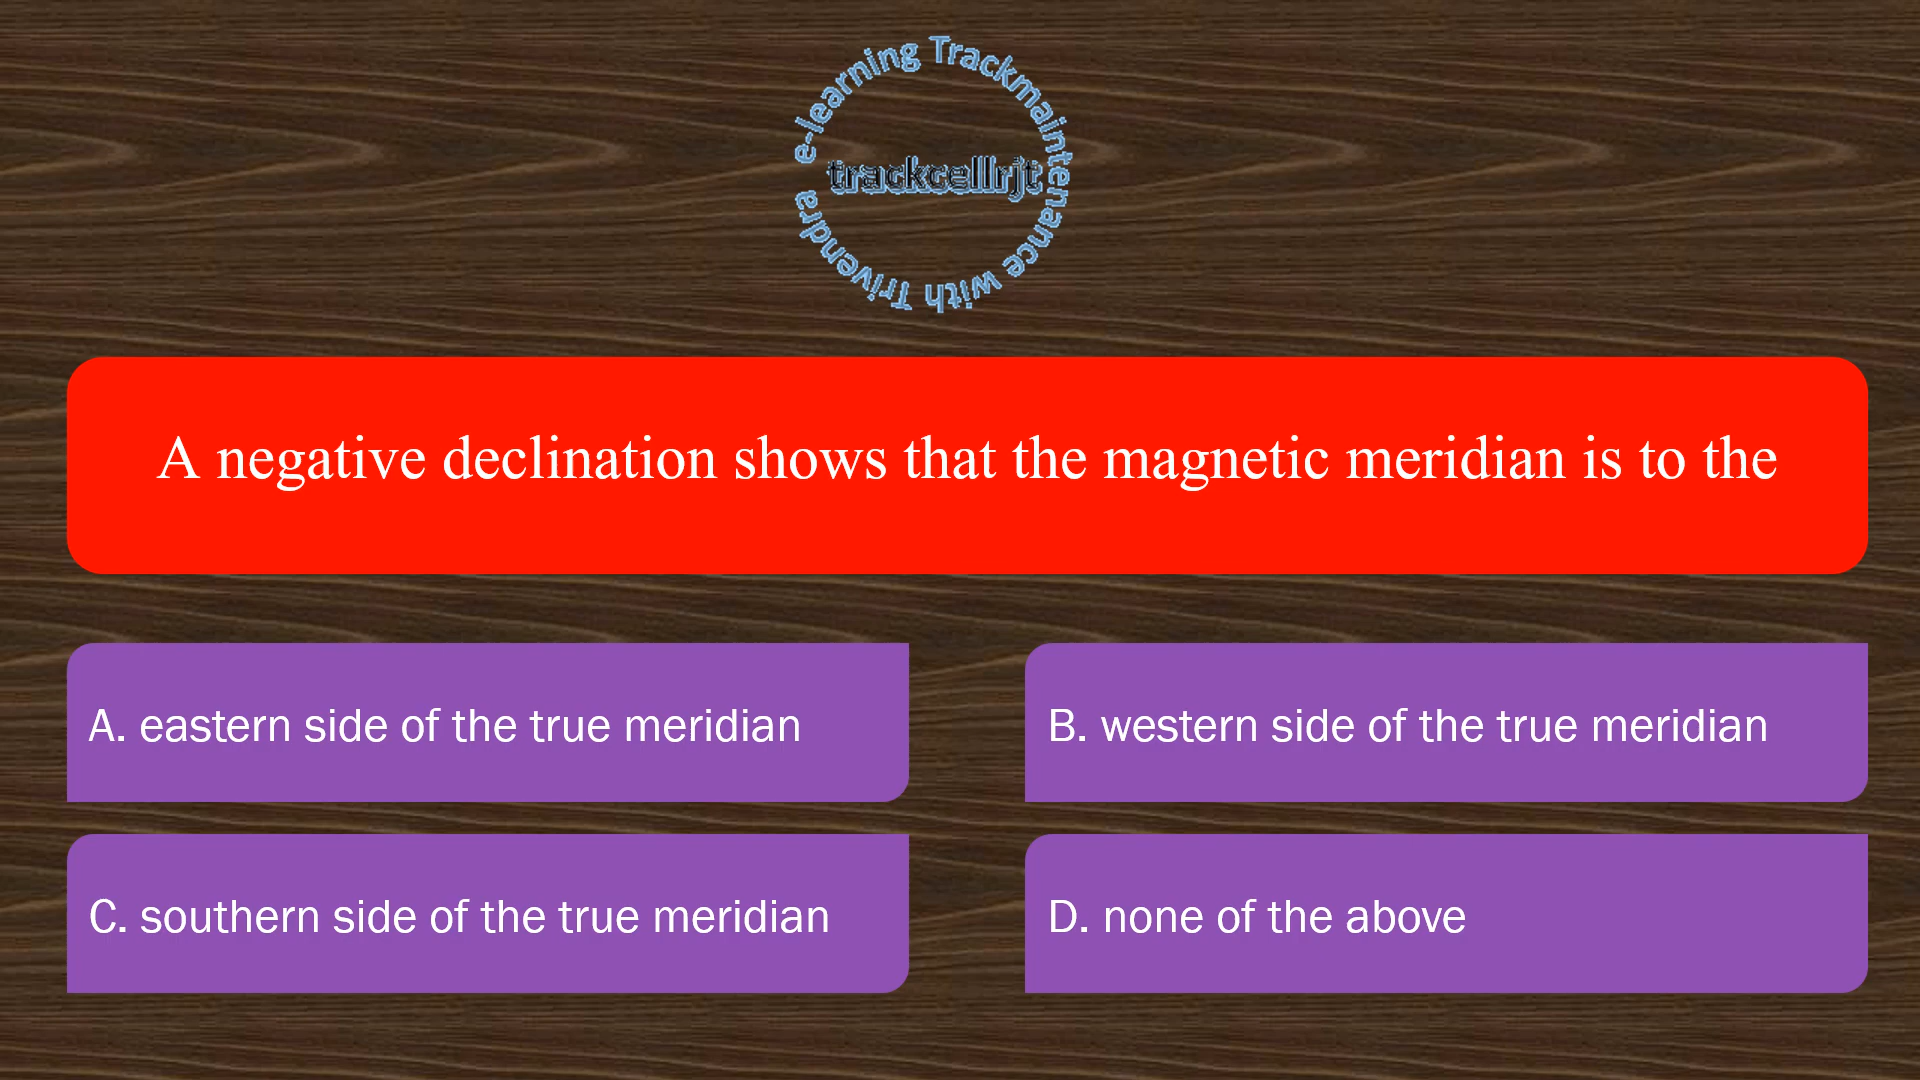 e-learning Trackmaintenance with Trivendra
trackcellrjt
A negative declination shows that the magnetic meridian is to the
A. eastern side of the true meridian
B. western side of the true meridian
C. southern side of the true meridian
D. none of the above